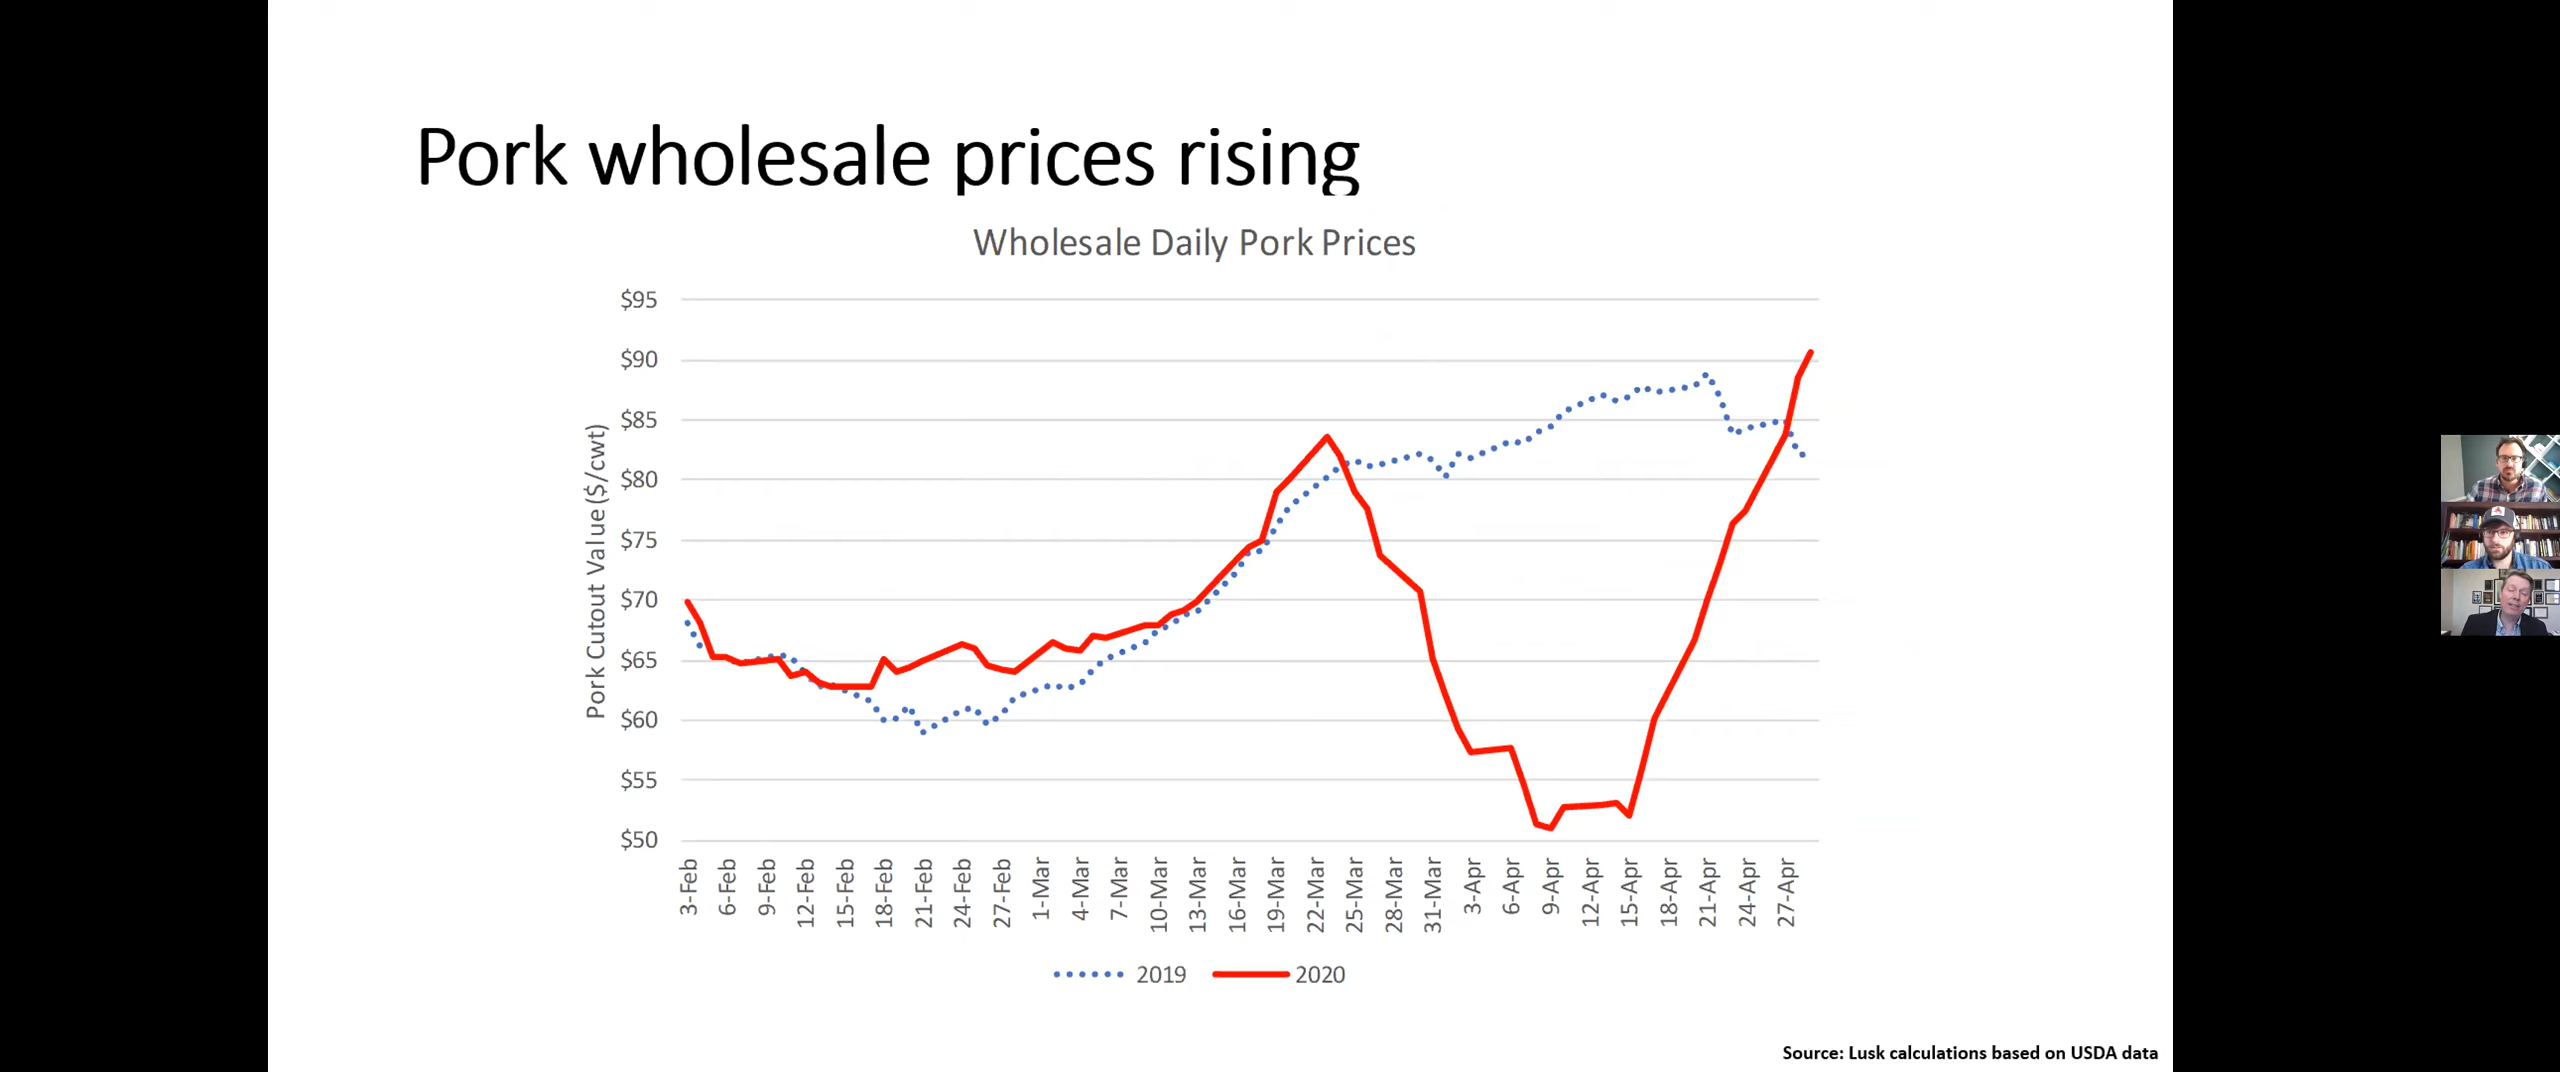 Pork wholesale prices rising
Wholesale Daily Pork Prices
Pork Cutout Value ($/cwt)
$95
$90
$85
$80
$75
$70
$65
$60
$55
$50
3-Feb
6-Feb
9-Feb
12-Feb
15-Feb
18-Feb
21-Feb
24-Feb
27-Feb
1-Mar
4-Mar
7-Mar
10-Mar
13-Mar
16-Mar
19-Mar
22-Mar
25-Mar
28-Mar
31-Mar
3-Apr
6-Apr
9-Apr
12-Apr
15-Apr
18-Apr
21-Apr
24-Apr
27-Apr
2019
2020
Source: Lusk calculations based on USDA data